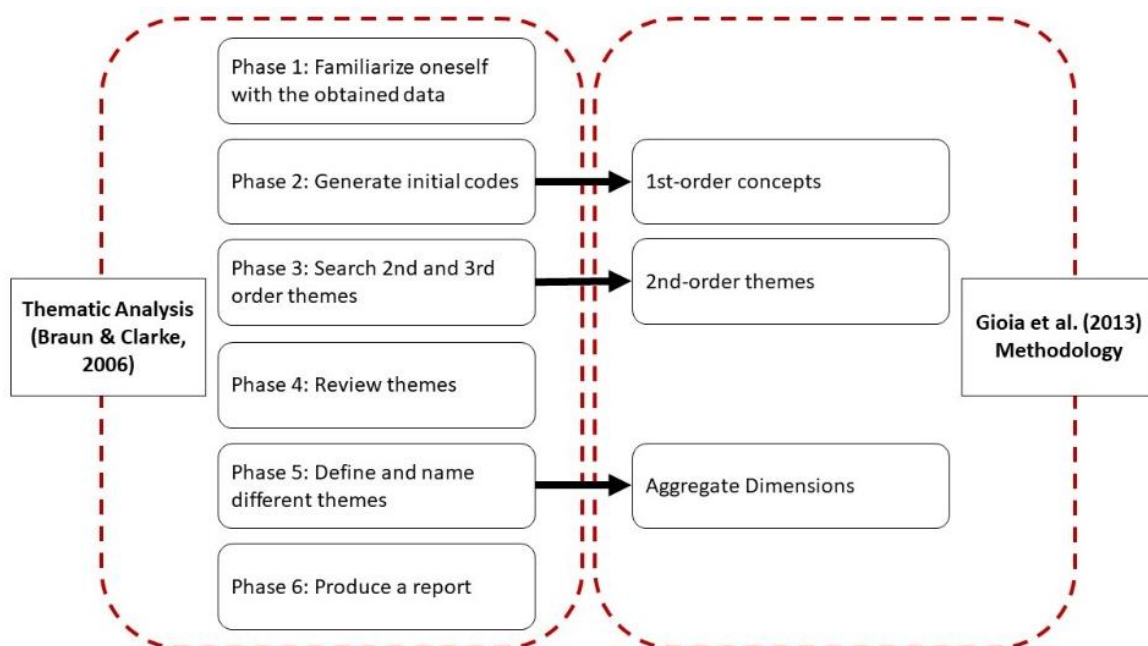 Phase 1: Familiarize oneself
with the obtained data
Phase 2: Generate initial codes
1st-order concepts
Phase 3: Search 2nd and 3rd
order themes
2nd-order themes
Thematic Analysis
(Braun & Clarke,
2006)
Gioia et al. (2013)
Methodology
Phase 4: Review themes
Phase 5: Define and name
different themes
Aggregate Dimensions
Phase 6: Produce a report